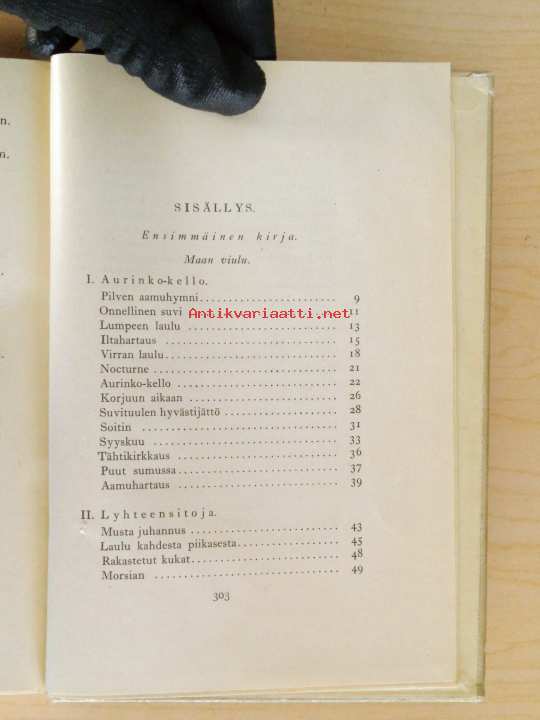 n.
n.
SISÄLLYS.
Ensimmäinen kirja.
Maan viulu.
I. Aurinko-kello.
Pilven aamuhymni........................ 9
Onnellinen suvi ........................ 11
Antikvariaatti.net
Lumpeen laulu ........................ 13
Iltahartaus ........................ 15
Virran laulu ........................ 18
Nocturne ........................ 21
Aurinko-kello ........................ 22
Korjuun aikaan ........................ 26
Suvituulen hyvästijättö ........................ 28
Soitin ........................ 31
Syyskuu ........................ 33
Tähtikirkkaus ........................ 36
Puut sumussa ........................ 37
Aamuhartaus ........................ 39
II. Lyhteensitoja.
Musta juhannus ........................ 43
Laulu kahdesta piikasesta........................ 45
Rakastetut kukat ........................ 48
Morsian ........................ 49
303